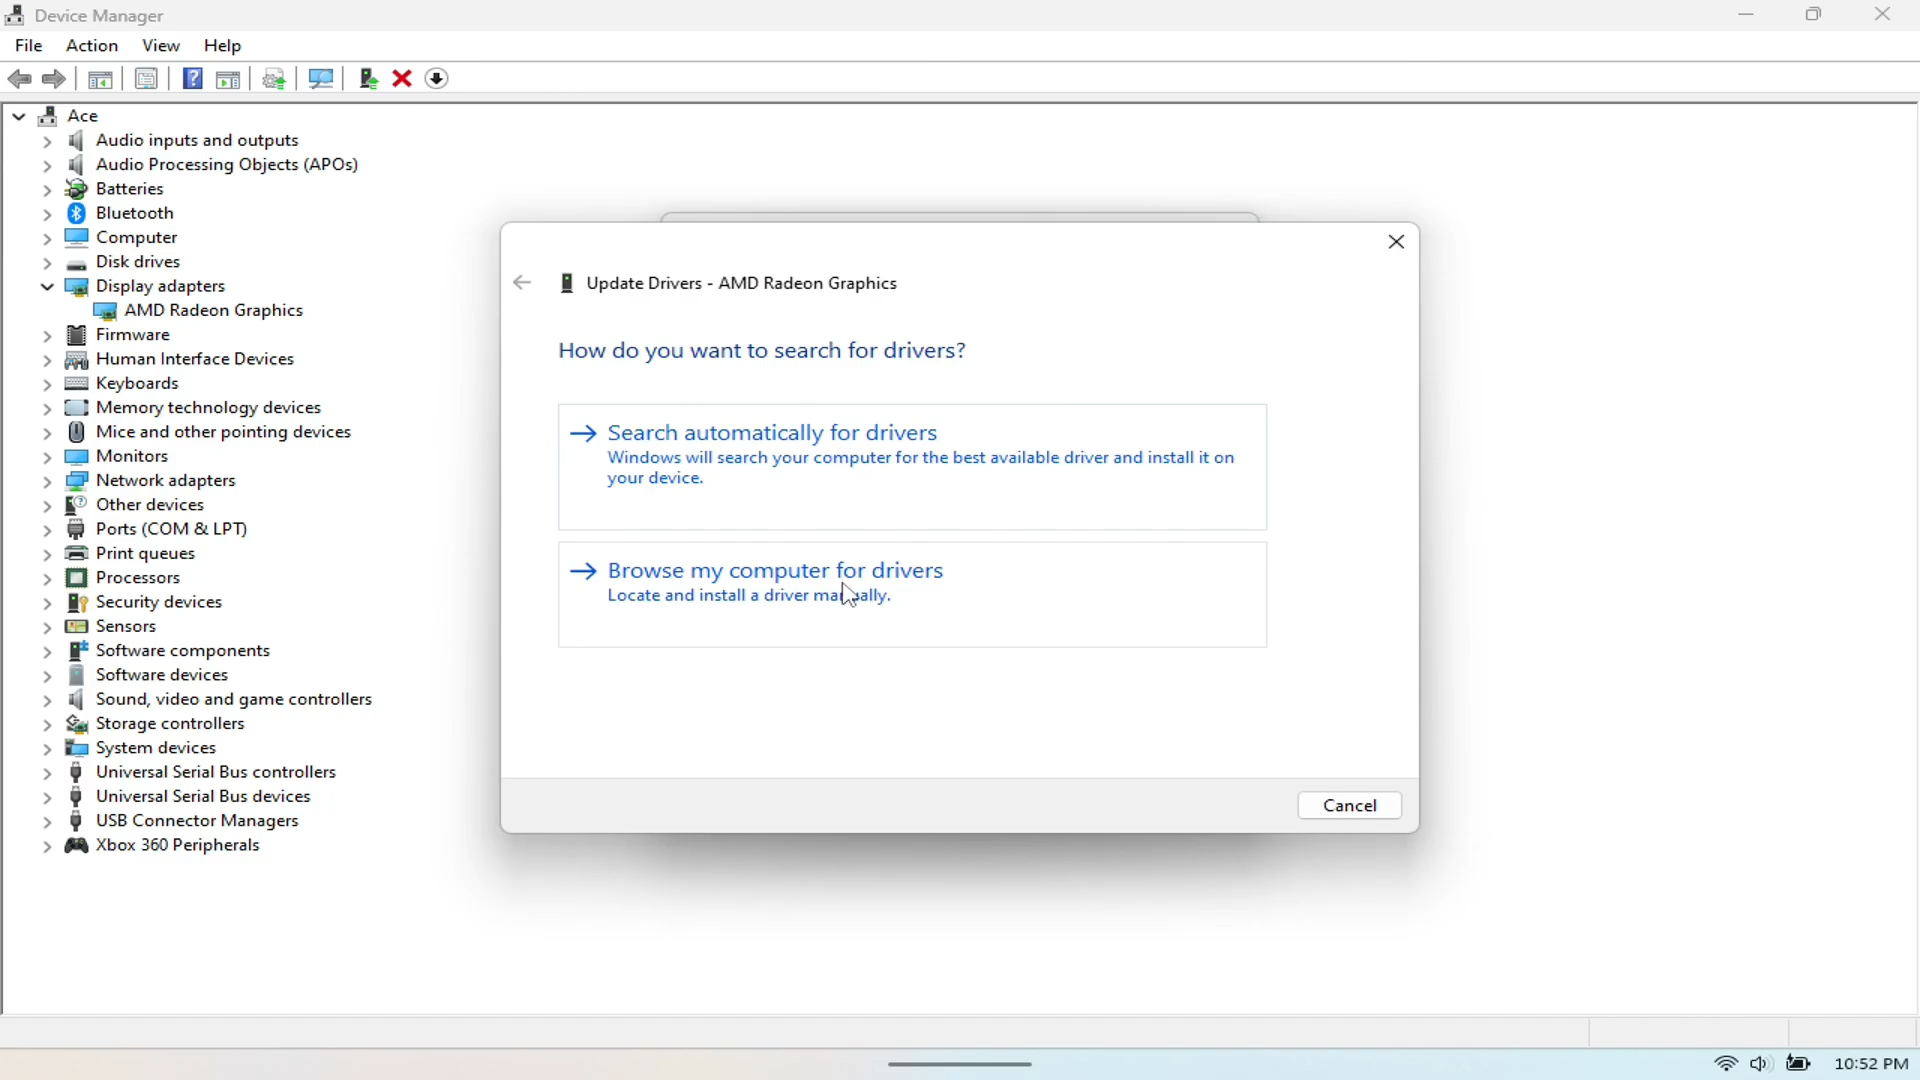 Device Manager
File Action View Help
Ace
Audio inputs and outputs
Audio Processing Objects (APOs)
Batteries
Bluetooth
Computer
Disk drives
Display adapters
AMD Radeon Graphics
Firmware
Human Interface Devices
Keyboards
Memory technology devices
Mice and other pointing devices
Monitors
Network adapters
Other devices
Ports (COM & LPT)
Print queues
Processors
Security devices
Sensors
Software components
Software devices
Sound, video and game controllers
Storage controllers
System devices
Universal Serial Bus controllers
Universal Serial Bus devices
USB Connector Managers
Xbox 360 Peripherals
Update Drivers - AMD Radeon Graphics
How do you want to search for drivers?
Search automatically for drivers
Windows will search your computer for the best available driver and install it on
your device.
Browse my computer for drivers
Locate and install a driver manually.
Cancel
10:52 PM